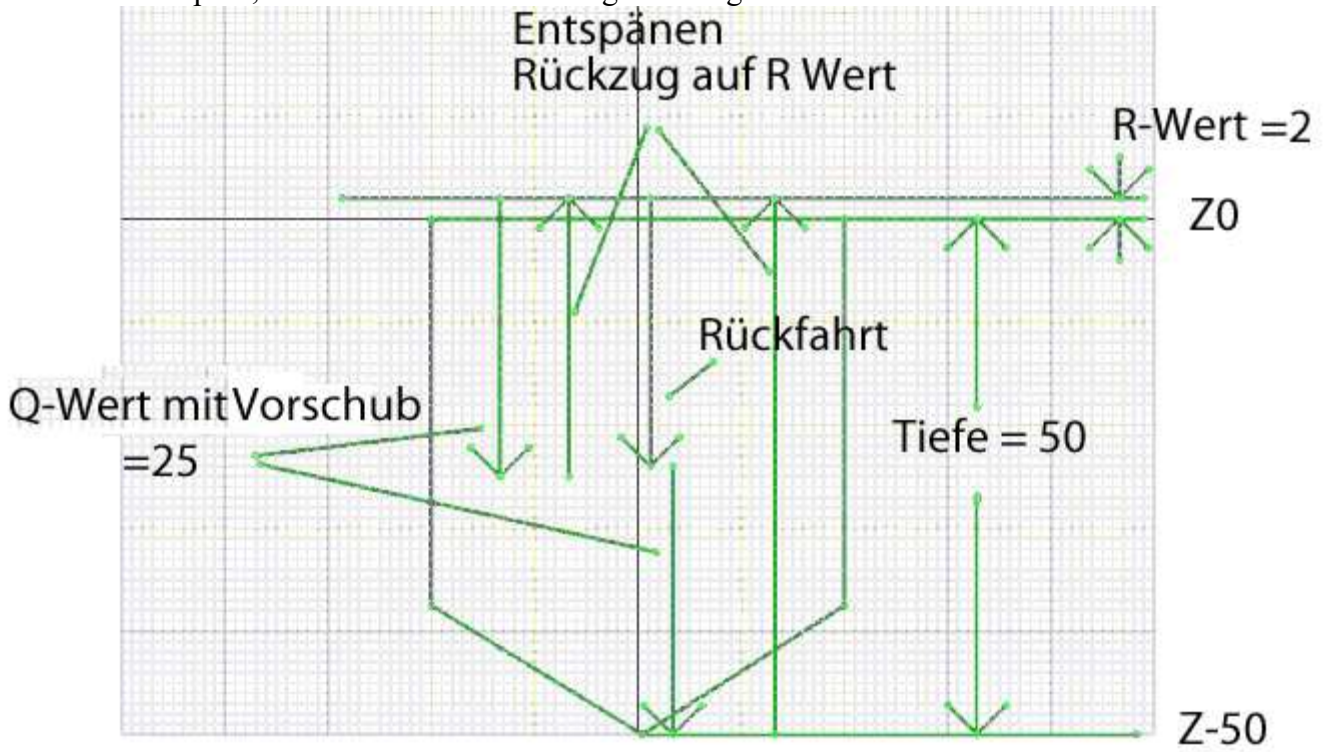 Entspänen
Rückzug auf R Wert
R-Wert =2
Z0
Rückfahrt
Q-Wert mit Vorschub
=25
Tiefe = 50
Z-50